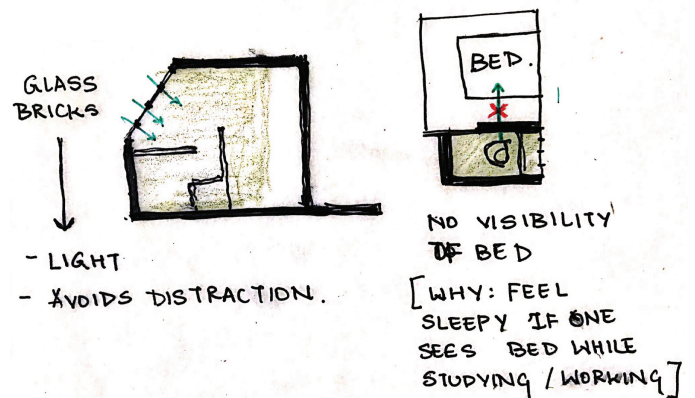 GLASS
BRICKS
- LIGHT
- AVOIDS DISTRACTION.
BED.
NO VISIBILITY
OF BED
[WHY: FEEL
SLEEPY IF ONE
SEES BED WHILE
STUDYING / WORKING]